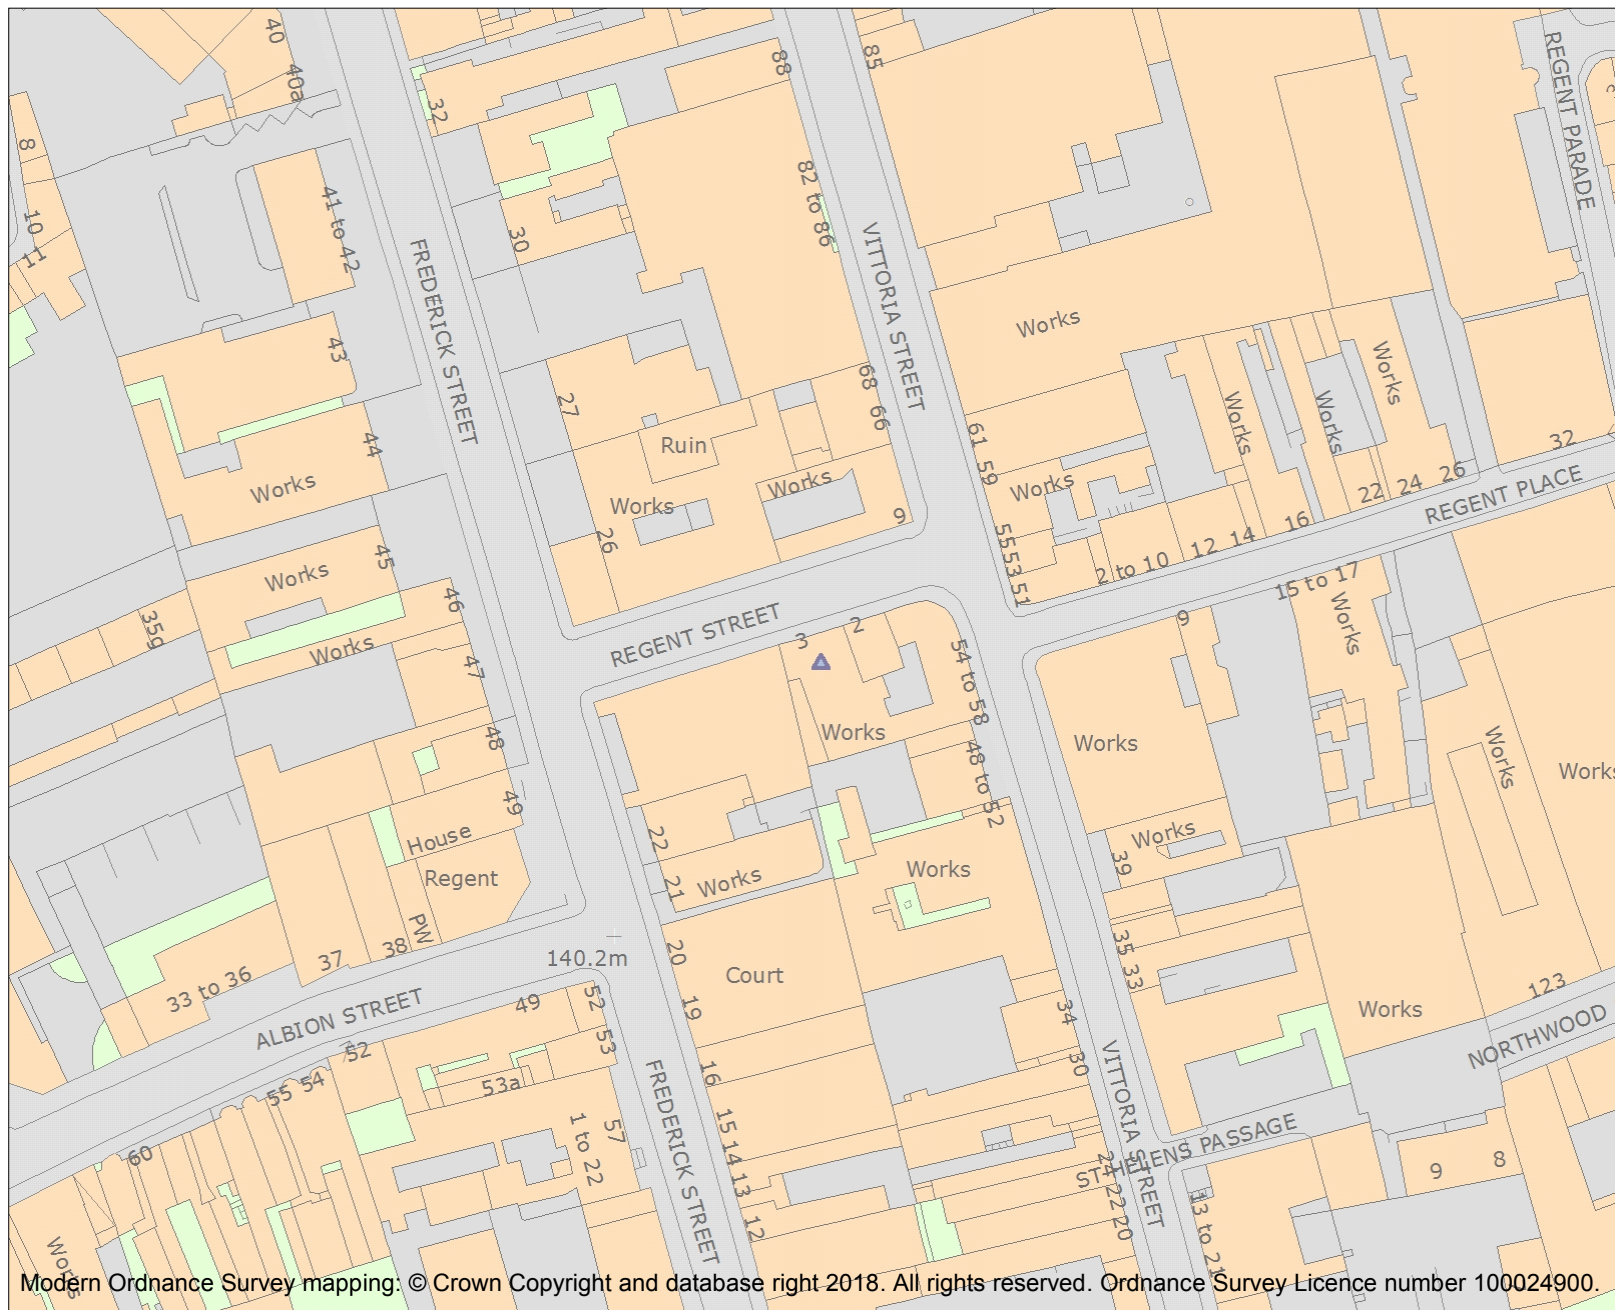 40
40a
8
10
11
32
30
41 to 42
43
44
Works
88
85
82 to 86
FREDERICK STREET
VITTORIA STREET
REGENT PARADE
Works
Works
Works
Works
27
Ruin
Works
Works
68
66
9
26
61
59
Works
55
53
51
2 to 10
12
14
16
22
24
26
32
REGENT PLACE
45
Works
46
Works
47
35g
48
49
House
Regent
PW
REGENT STREET
3
2
54 to 58
Works
48 to 52
9
15 to 17
Works
Works
Works
39
Works
22
21
Works
Works
37
38
33 to 36
140.2m
20
19
Court
35
33
34
30
Works
123
NORTHWOOD
ALBION STREET
49
52
53
52
54
55
60
53a
1 to 22
57
FREDERICK STREET
16
15
14
13
12
VITTORIA STREET
ST HELENS PASSAGE
22
20
13 to 21
9
8
Works
Modern Ordnance Survey mapping: © Crown Copyright and database right 2018. All rights reserved. Ordnance Survey Licence number 100024900.